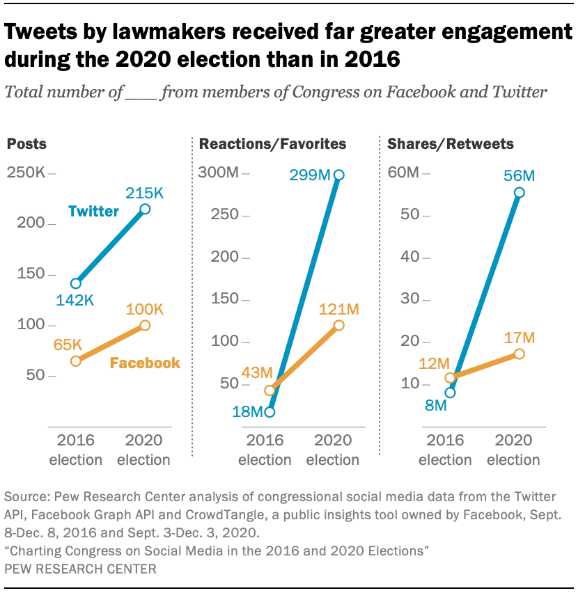 Tweets by lawmakers received far greater engagement
during the 2020 election than in 2016
Total number of ___ from members of Congress on Facebook and Twitter
Posts
250K
200
150
100
50
Twitter
215K
142K
100K
65K
Facebook
2016 election
2020 election
Reactions/Favorites
300M
250
200
150
100
50
299M
121M
43M
18M
2016 election
2020 election
Shares/Retweets
60M
50
40
30
20
10
56M
17M
12M
8M
2016 election
2020 election
Source: Pew Research Center analysis of congressional social media data from the Twitter
API, Facebook Graph API and CrowdTangle, a public insights tool owned by Facebook, Sept.
8-Dec. 8, 2016 and Sept. 3-Dec. 3, 2020.
“Charting Congress on Social Media in the 2016 and 2020 Elections”
PEW RESEARCH CENTER